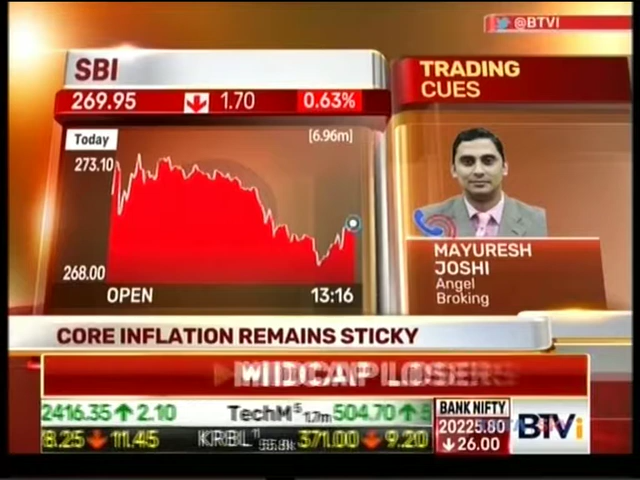 @BTVI
SBI
269.95 1.70 0.63%
Today
[6.96m]
273.10
268.00
OPEN 13:16
TRADING
CUES
MAYURESH
JOSHI
Angel
Broking
CORE INFLATION REMAINS STICKY
2416.35 2.10 TechM 504.70
8.25 11.45 KRBL 371.00 9.20
BANK NIFTY
20225.80
26.00
BTVi